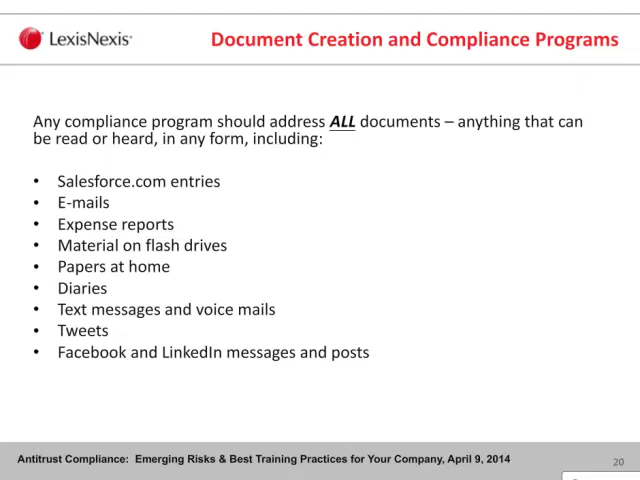 LexisNexis®
Document Creation and Compliance Programs
Any compliance program should address ALL documents – anything that can
be read or heard, in any form, including:
• Salesforce.com entries
• E-mails
• Expense reports
• Material on flash drives
• Papers at home
• Diaries
• Text messages and voice mails
• Tweets
• Facebook and LinkedIn messages and posts
Antitrust Compliance: Emerging Risks & Best Training Practices for Your Company, April 9, 2014
20